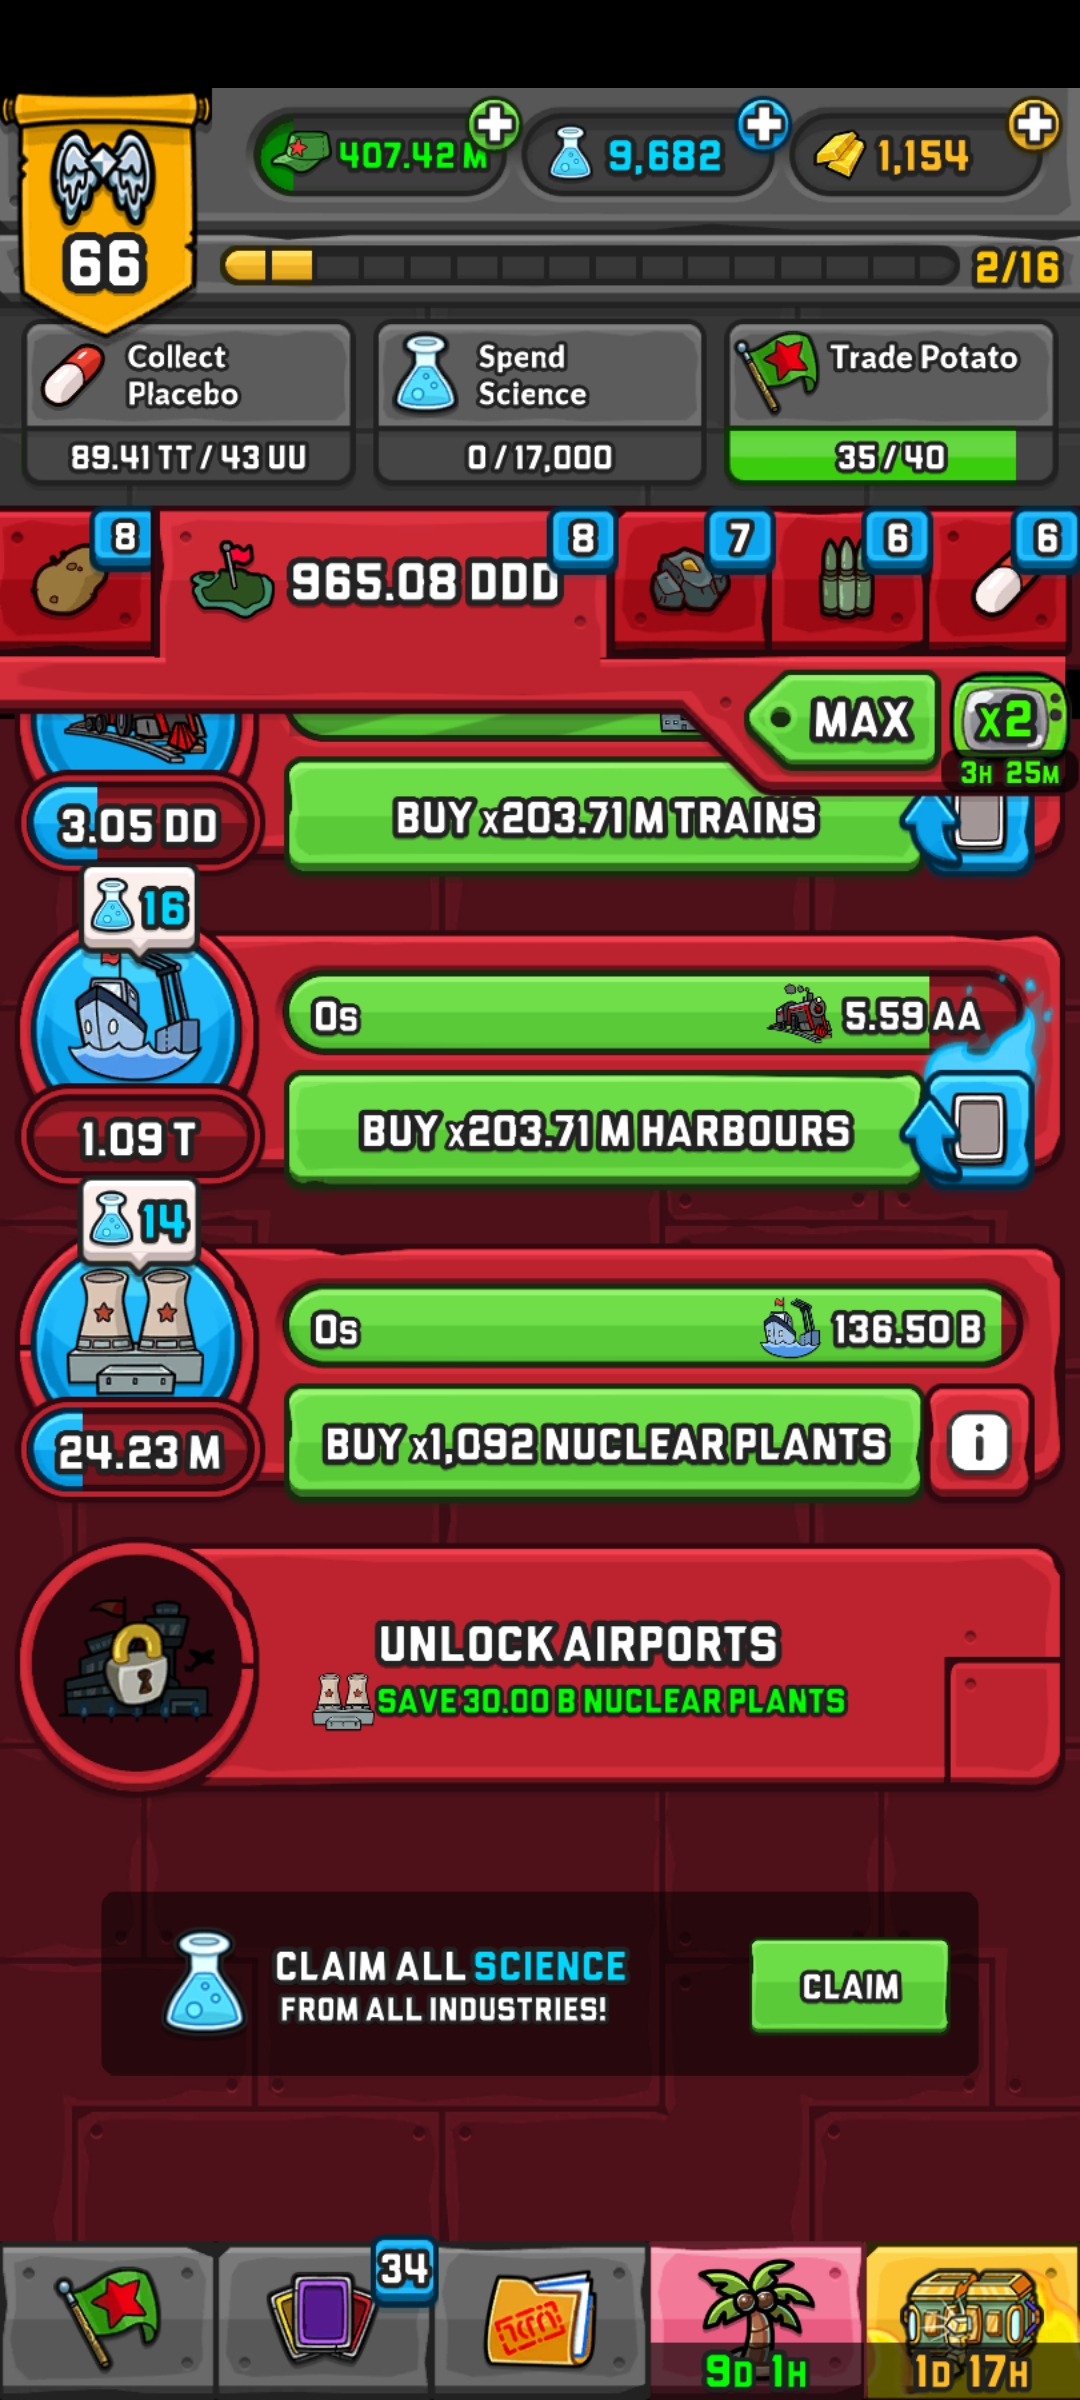 407.42 M
9,682
1,154
66
2/16
Collect
Placebo
Spend
Science
Trade Potato
89.41 TT / 43 UU
0 / 17,000
35 / 40
8
965.08 DDD
8
7
6
6
MAX
x2
3H 25M
3.05 DD
BUY x203.71 M TRAINS
16
0s
5.59 AA
1.09 T
BUY x203.71 M HARBOURS
14
0s
136.50 B
24.23 M
BUY x1,092 NUCLEAR PLANTS
i
UNLOCK AIRPORTS
SAVE 30.00 B NUCLEAR PLANTS
CLAIM ALL SCIENCE
FROM ALL INDUSTRIES!
CLAIM
34
9D 1H
1D 17H